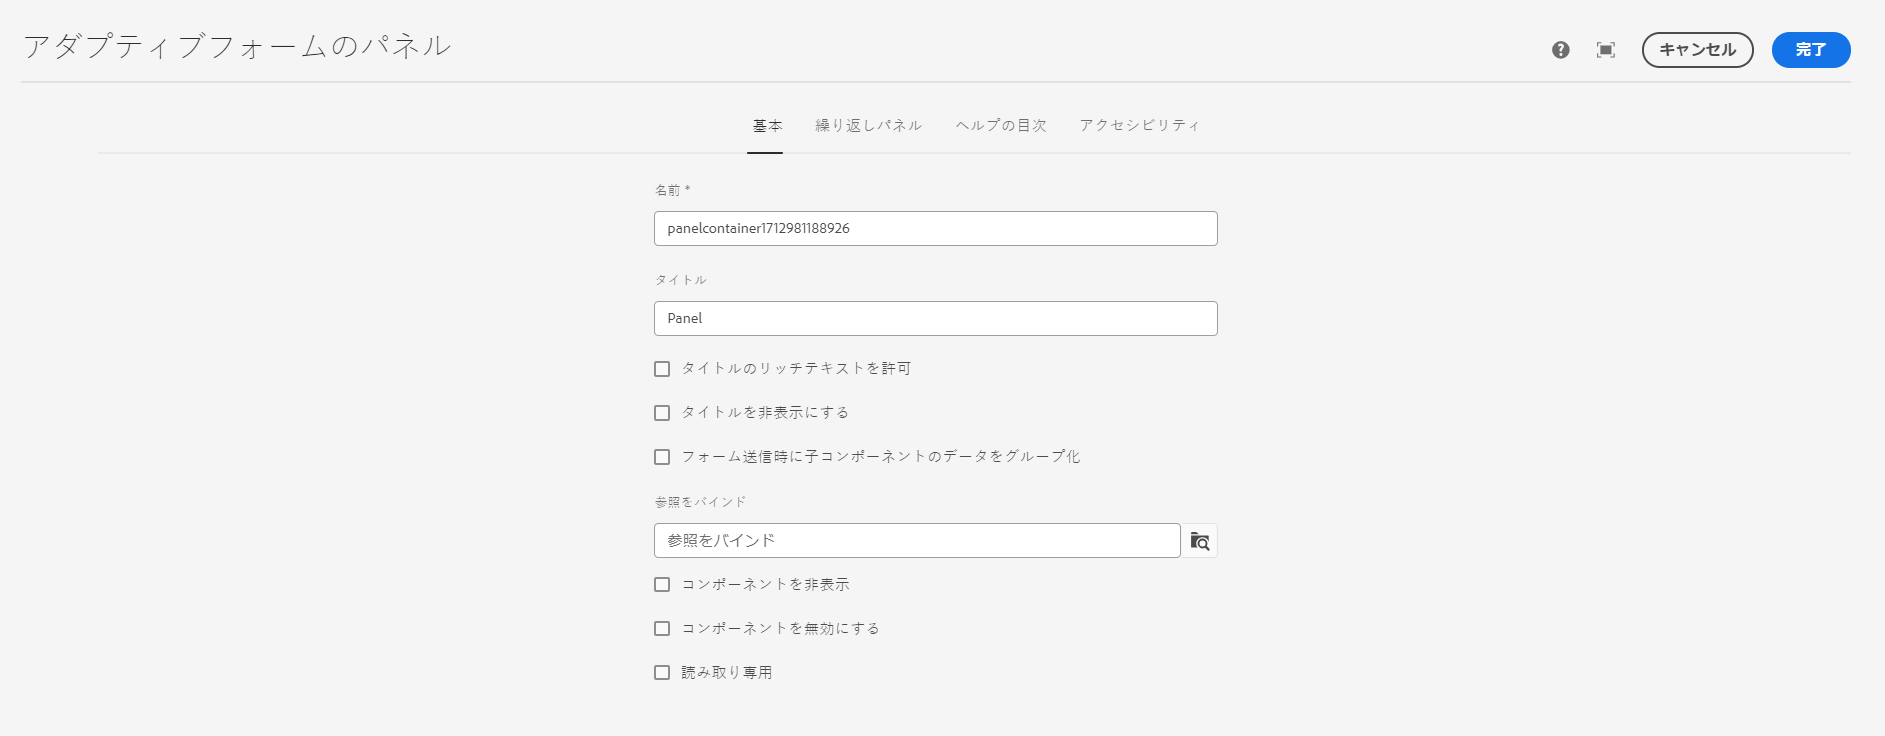 アダプティブフォームのパネル
キャンセル
完了
基本 繰り返しパネル ヘルプの目次 アクセシビリティ
名前 *
panelcontainer1712981188926
タイトル
Panel
タイトルのリッチテキストを許可
タイトルを非表示にする
フォーム送信時に子コンポーネントのデータをグループ化
参照をバインド
参照をバインド
コンポーネントを非表示
コンポーネントを無効にする
読み取り専用